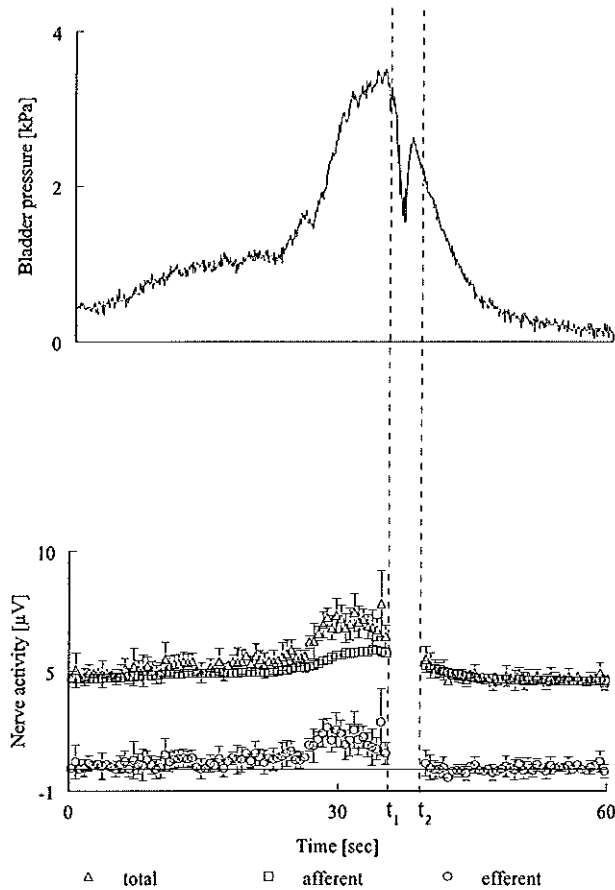 4
Bladder pressure [kPa]
2
0
10
Nerve activity [μV]
5
-1
0
30
t1
t2
60
Time [sec]
total
afferent
efferent